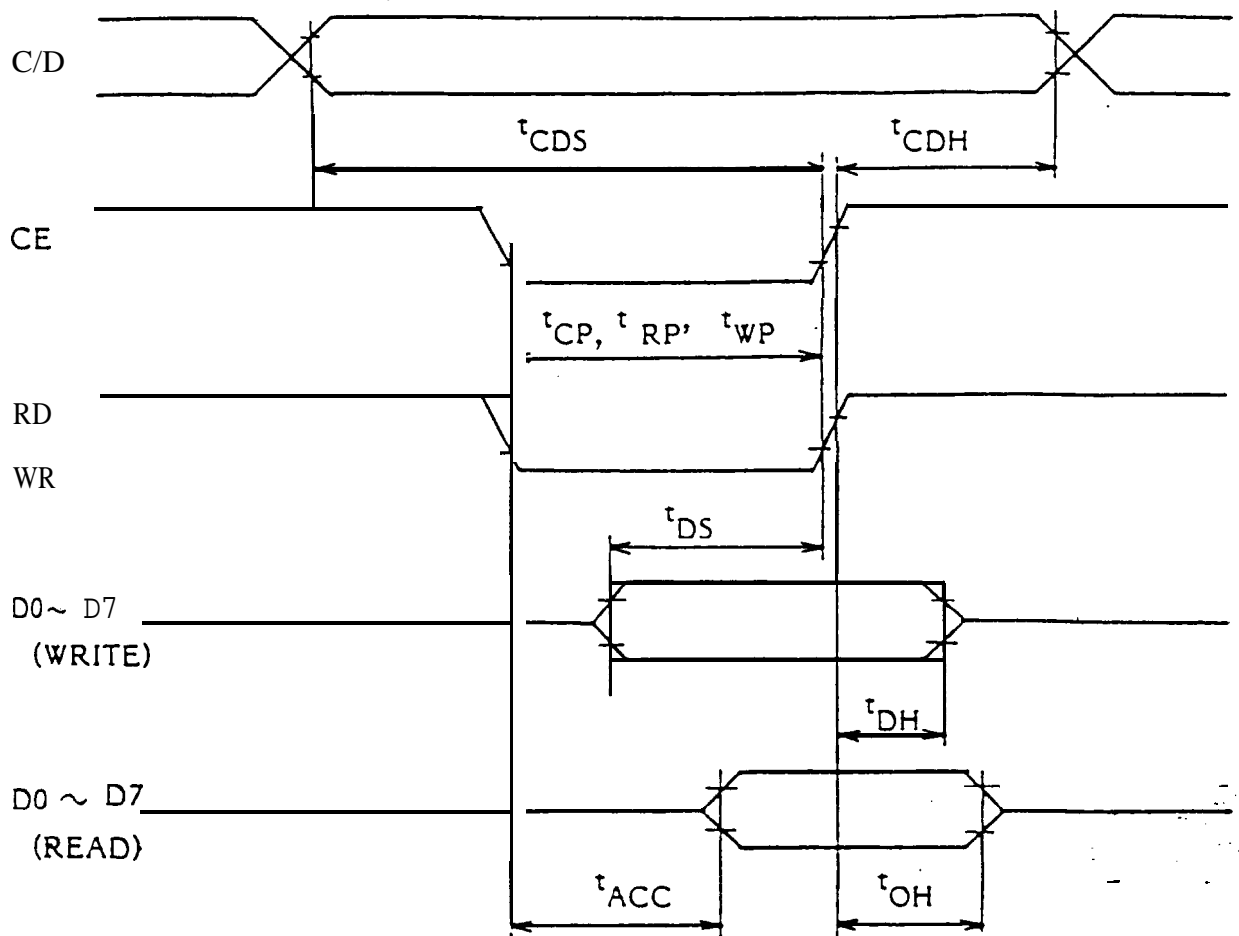 C/D
tCDS tCDH
CE
tCP, tRP, tWP
RD
WR
tDS
D0~ D7
(WRITE)
tDH
D0 ~ D7
(READ)
tACC tOH